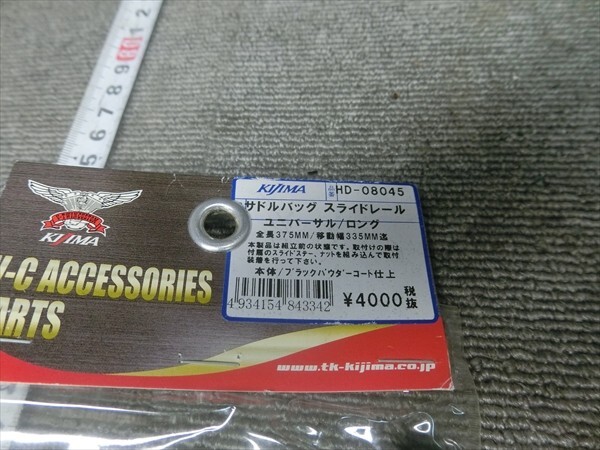 5 6 7 8 9 10 1 2
KIJIMA
KIJIMA 品番 HD-08045
サドルバッグ スライドレール
ユニバーサル/ロング
全長375MM/移動幅335MM迄
本製品は組立前の状態です。取付けの際は
付属のスライドステー、ナットを組み込んで取付
装着を行って下さい。
本体/ブラックパウダーコート仕上
4 934154 843342
¥4000 税抜
-C ACCESSORIES
ARTS
www.tk-kijima.co.jp